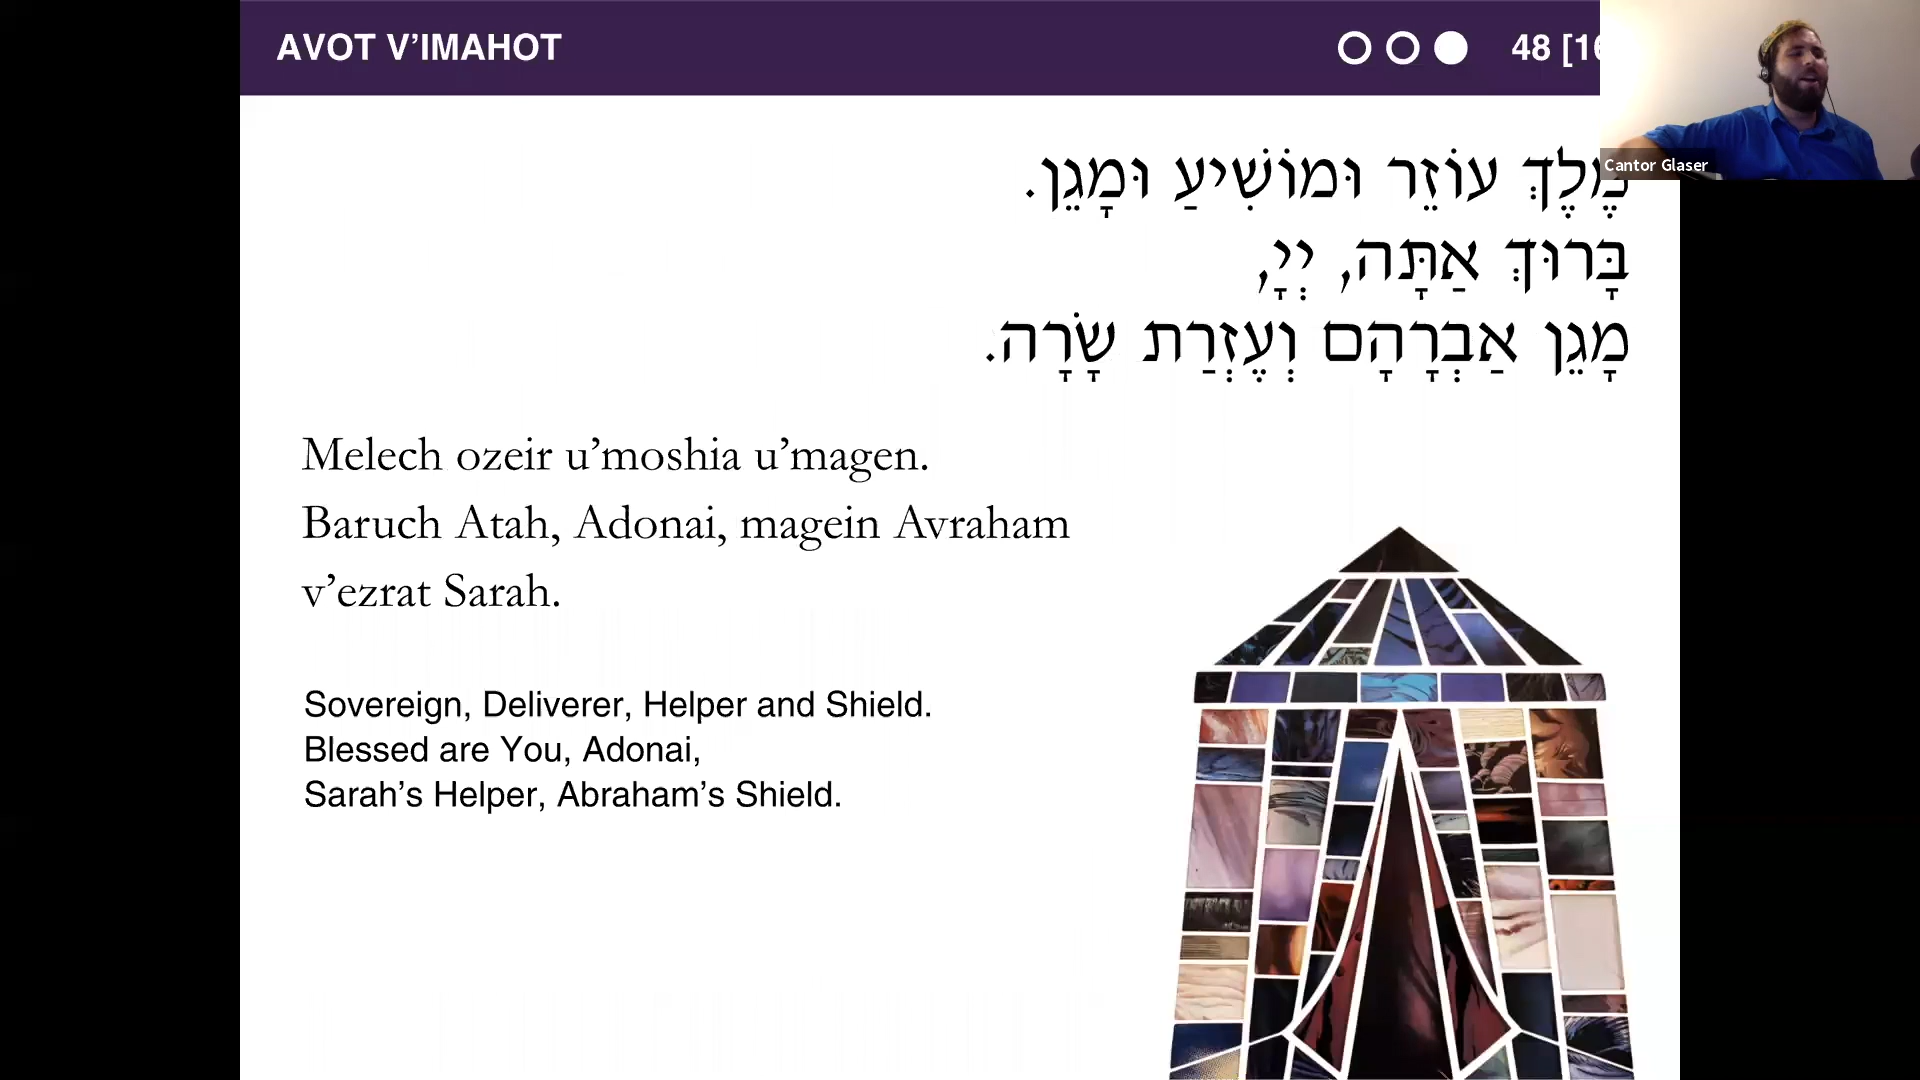 AVOT V’IMAHOT
48 [16
Cantor Glaser
מֶלֶךְ עוֹזֵר וּמוֹשִׁיעַ וּמָגֵן.
בָּרוּךְ אַתָּה, יְיָ,
מָגֵן אַבְרָהָם וְעֶזְרַת שָׂרָה.
Melech ozeir u’moshia u’magen.
Baruch Atah, Adonai, magein Avraham
v’ezrat Sarah.
Sovereign, Deliverer, Helper and Shield.
Blessed are You, Adonai,
Sarah’s Helper, Abraham’s Shield.